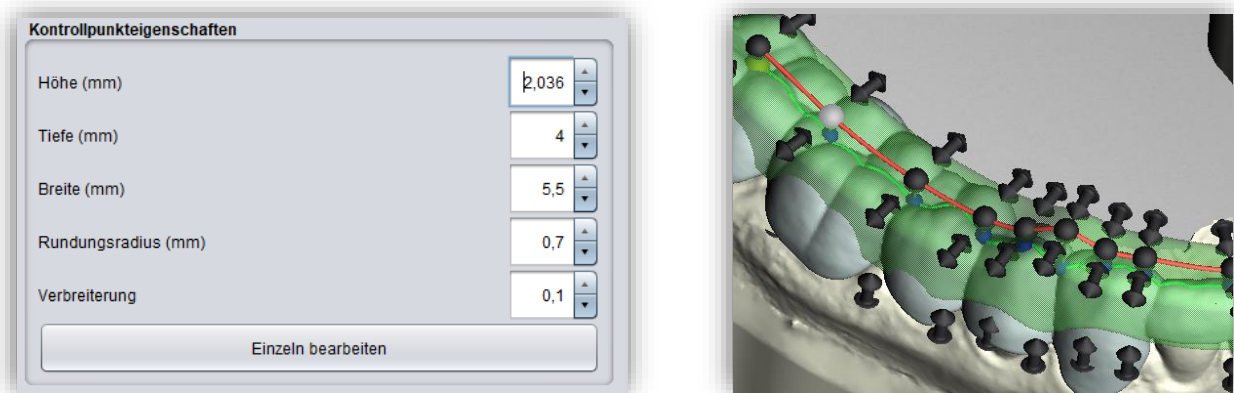 Kontrollpunkteigenschaften
Höhe (mm) 2,036
Tiefe (mm) 4
Breite (mm) 5,5
Rundungsradius (mm) 0,7
Verbreiterung 0,1
Einzeln bearbeiten